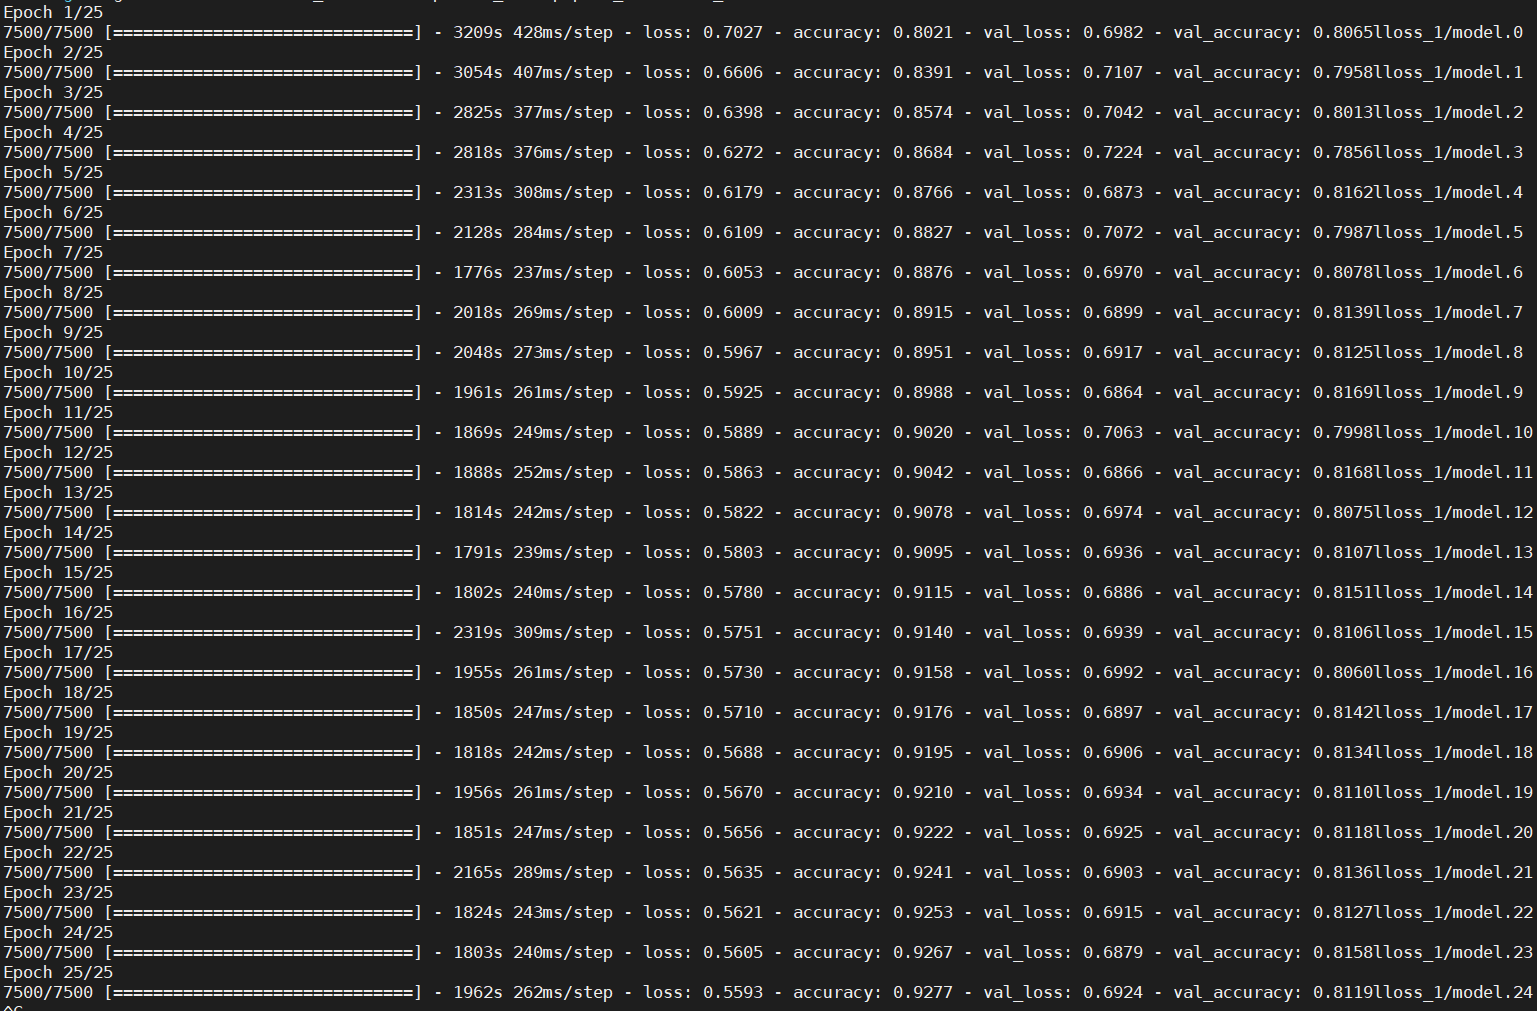 Epoch 1/25
7500/7500 [==============================] - 3209s 428ms/step - loss: 0.7027 - accuracy: 0.8021 - val_loss: 0.6982 - val_accuracy: 0.8065lloss_1/model.0
Epoch 2/25
7500/7500 [==============================] - 3054s 407ms/step - loss: 0.6606 - accuracy: 0.8391 - val_loss: 0.7107 - val_accuracy: 0.7958lloss_1/model.1
Epoch 3/25
7500/7500 [==============================] - 2825s 377ms/step - loss: 0.6398 - accuracy: 0.8574 - val_loss: 0.7042 - val_accuracy: 0.8013lloss_1/model.2
Epoch 4/25
7500/7500 [==============================] - 2818s 376ms/step - loss: 0.6272 - accuracy: 0.8684 - val_loss: 0.7224 - val_accuracy: 0.7856lloss_1/model.3
Epoch 5/25
7500/7500 [==============================] - 2313s 308ms/step - loss: 0.6179 - accuracy: 0.8766 - val_loss: 0.6873 - val_accuracy: 0.8162lloss_1/model.4
Epoch 6/25
7500/7500 [==============================] - 2128s 284ms/step - loss: 0.6109 - accuracy: 0.8827 - val_loss: 0.7072 - val_accuracy: 0.7987lloss_1/model.5
Epoch 7/25
7500/7500 [==============================] - 1776s 237ms/step - loss: 0.6053 - accuracy: 0.8876 - val_loss: 0.6970 - val_accuracy: 0.8078lloss_1/model.6
Epoch 8/25
7500/7500 [==============================] - 2018s 269ms/step - loss: 0.6009 - accuracy: 0.8915 - val_loss: 0.6899 - val_accuracy: 0.8139lloss_1/model.7
Epoch 9/25
7500/7500 [==============================] - 2048s 273ms/step - loss: 0.5967 - accuracy: 0.8951 - val_loss: 0.6917 - val_accuracy: 0.8125lloss_1/model.8
Epoch 10/25
7500/7500 [==============================] - 1961s 261ms/step - loss: 0.5925 - accuracy: 0.8988 - val_loss: 0.6864 - val_accuracy: 0.8169lloss_1/model.9
Epoch 11/25
7500/7500 [==============================] - 1869s 249ms/step - loss: 0.5889 - accuracy: 0.9020 - val_loss: 0.7063 - val_accuracy: 0.7998lloss_1/model.10
Epoch 12/25
7500/7500 [==============================] - 1888s 252ms/step - loss: 0.5863 - accuracy: 0.9042 - val_loss: 0.6866 - val_accuracy: 0.8168lloss_1/model.11
Epoch 13/25
7500/7500 [==============================] - 1814s 242ms/step - loss: 0.5822 - accuracy: 0.9078 - val_loss: 0.6974 - val_accuracy: 0.8075lloss_1/model.12
Epoch 14/25
7500/7500 [==============================] - 1791s 239ms/step - loss: 0.5803 - accuracy: 0.9095 - val_loss: 0.6936 - val_accuracy: 0.8107lloss_1/model.13
Epoch 15/25
7500/7500 [==============================] - 1802s 240ms/step - loss: 0.5780 - accuracy: 0.9115 - val_loss: 0.6886 - val_accuracy: 0.8151lloss_1/model.14
Epoch 16/25
7500/7500 [==============================] - 2319s 309ms/step - loss: 0.5751 - accuracy: 0.9140 - val_loss: 0.6939 - val_accuracy: 0.8106lloss_1/model.15
Epoch 17/25
7500/7500 [==============================] - 1955s 261ms/step - loss: 0.5730 - accuracy: 0.9158 - val_loss: 0.6992 - val_accuracy: 0.8060lloss_1/model.16
Epoch 18/25
7500/7500 [==============================] - 1850s 247ms/step - loss: 0.5710 - accuracy: 0.9176 - val_loss: 0.6897 - val_accuracy: 0.8142lloss_1/model.17
Epoch 19/25
7500/7500 [==============================] - 1818s 242ms/step - loss: 0.5688 - accuracy: 0.9195 - val_loss: 0.6906 - val_accuracy: 0.8134lloss_1/model.18
Epoch 20/25
7500/7500 [==============================] - 1956s 261ms/step - loss: 0.5670 - accuracy: 0.9210 - val_loss: 0.6934 - val_accuracy: 0.8110lloss_1/model.19
Epoch 21/25
7500/7500 [==============================] - 1851s 247ms/step - loss: 0.5656 - accuracy: 0.9222 - val_loss: 0.6925 - val_accuracy: 0.8118lloss_1/model.20
Epoch 22/25
7500/7500 [==============================] - 2165s 289ms/step - loss: 0.5635 - accuracy: 0.9241 - val_loss: 0.6903 - val_accuracy: 0.8136lloss_1/model.21
Epoch 23/25
7500/7500 [==============================] - 1824s 243ms/step - loss: 0.5621 - accuracy: 0.9253 - val_loss: 0.6915 - val_accuracy: 0.8127lloss_1/model.22
Epoch 24/25
7500/7500 [==============================] - 1803s 240ms/step - loss: 0.5605 - accuracy: 0.9267 - val_loss: 0.6879 - val_accuracy: 0.8158lloss_1/model.23
Epoch 25/25
7500/7500 [==============================] - 1962s 262ms/step - loss: 0.5593 - accuracy: 0.9277 - val_loss: 0.6924 - val_accuracy: 0.8119lloss_1/model.24